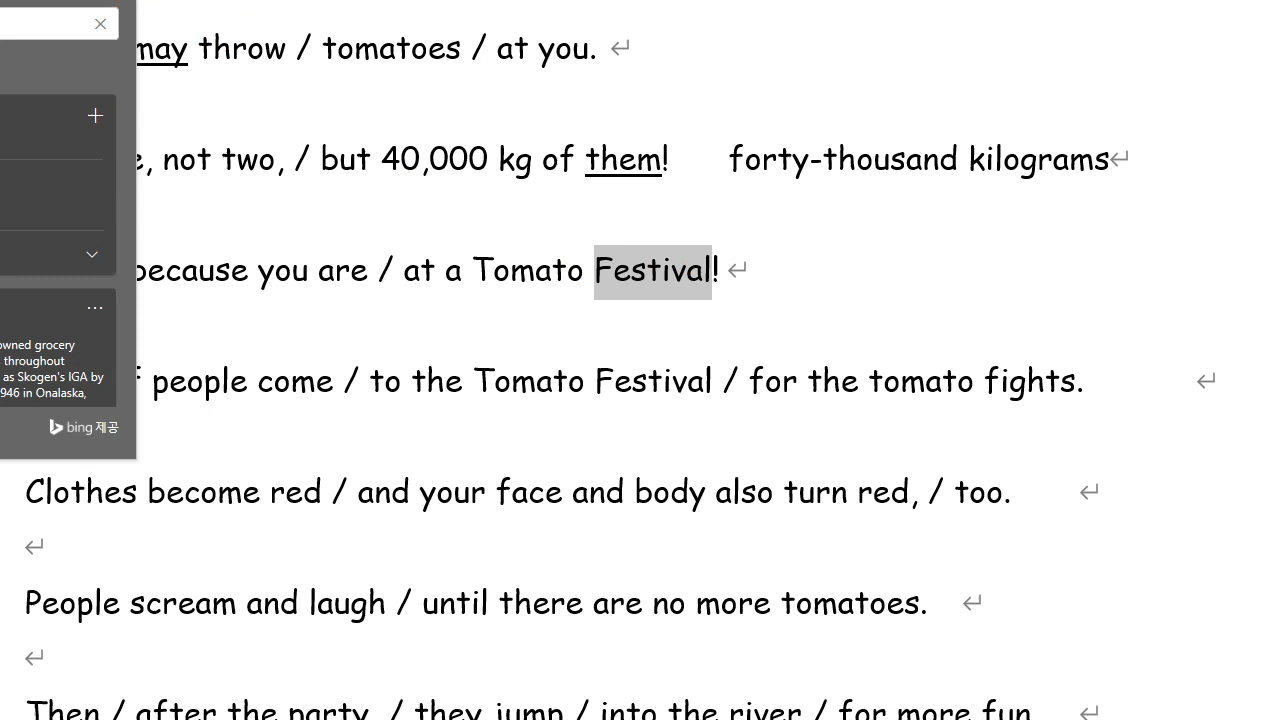 may throw / tomatoes / at you. ↵
, not two, / but 40,000 kg of them! forty-thousand kilograms↵
because you are / at a Tomato Festival! ↵
people come / to the Tomato Festival / for the tomato fights. ↵
Clothes become red / and your face and body also turn red, / too. ↵
↵
People scream and laugh / until there are no more tomatoes. ↵
↵
Then / after the party, / they jump / into the river / for more fun. ↵
owned grocery
throughout
as Skogen's IGA by
946 in Onalaska,
bing 제공